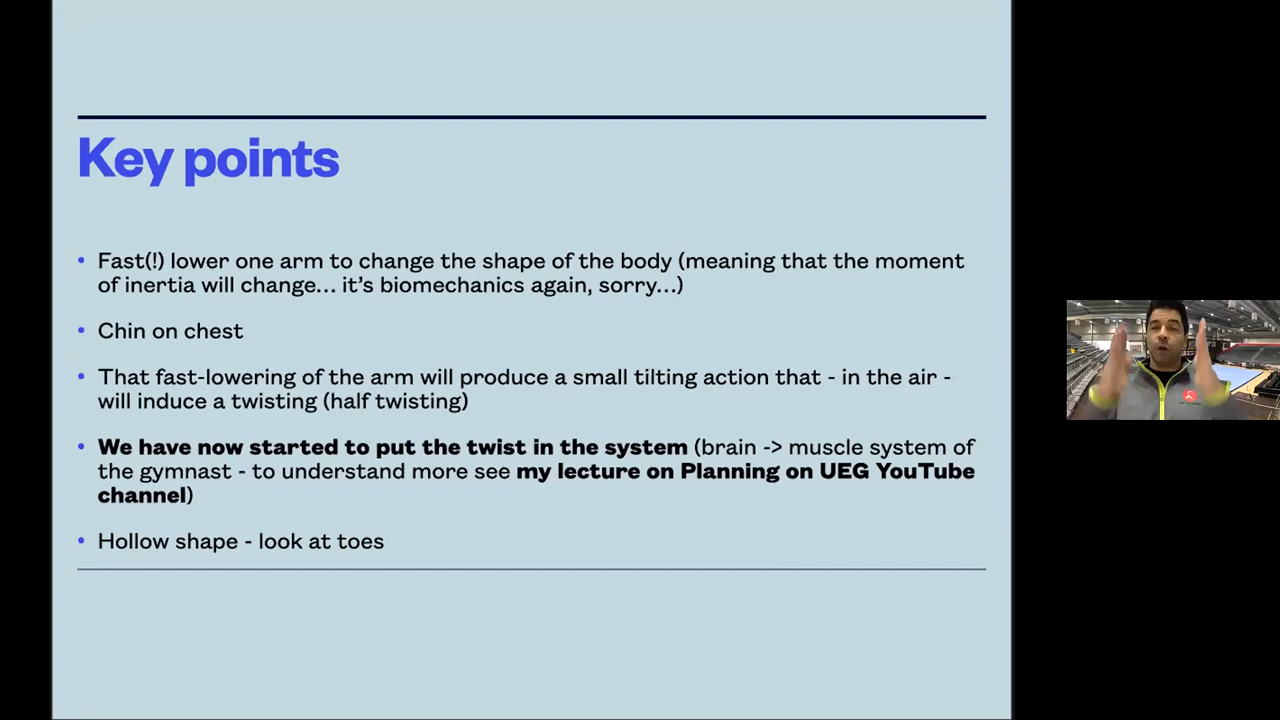 Key points
• Fast(!) lower one arm to change the shape of the body (meaning that the moment
of inertia will change... it's biomechanics again, sorry...)
• Chin on chest
• That fast-lowering of the arm will produce a small tilting action that - in the air -
will induce a twisting (half twisting)
• We have now started to put the twist in the system (brain -> muscle system of
the gymnast - to understand more see my lecture on Planning on UEG YouTube
channel)
• Hollow shape - look at toes